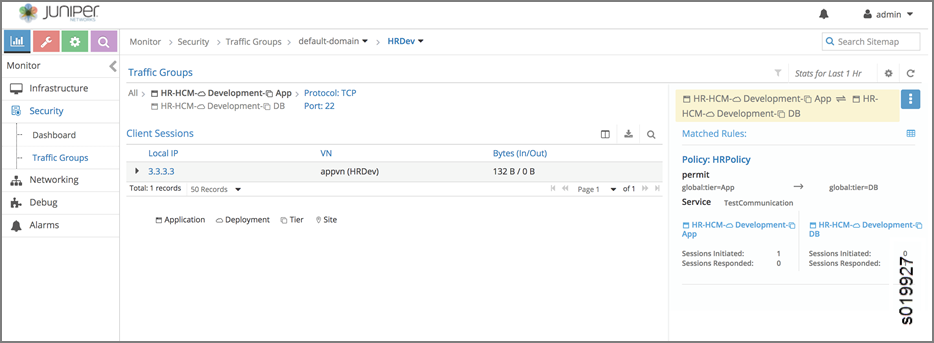 JUNIPER
NETWORKS
admin
Monitor > Security > Traffic Groups > default-domain > HRDev
Search Sitemap
Monitor
Infrastructure
Security
Dashboard
Traffic Groups
Networking
Debug
Alarms
Traffic Groups
Stats for Last 1 Hr
All > HR-HCM- Development- App > Protocol: TCP
HR-HCM- Development- DB Port: 22
Client Sessions
Local IP VN Bytes (In/Out)
3.3.3.3 appvn (HRDev) 132 B / 0 B
Total: 1 records 50 Records Page 1 of 1
Application Deployment Tier Site
HR-HCM- Development- App ⇌ HR-
HCM- Development- DB
Matched Rules:
Policy: HRPolicy
permit
global:tier=App → global:tier=DB
Service TestCommunication
HR-HCM- Development-
App
Sessions Initiated: 1
Sessions Responded: 0
HR-HCM- Development-
DB
Sessions Initiated: 0
Sessions Responded:
s019927